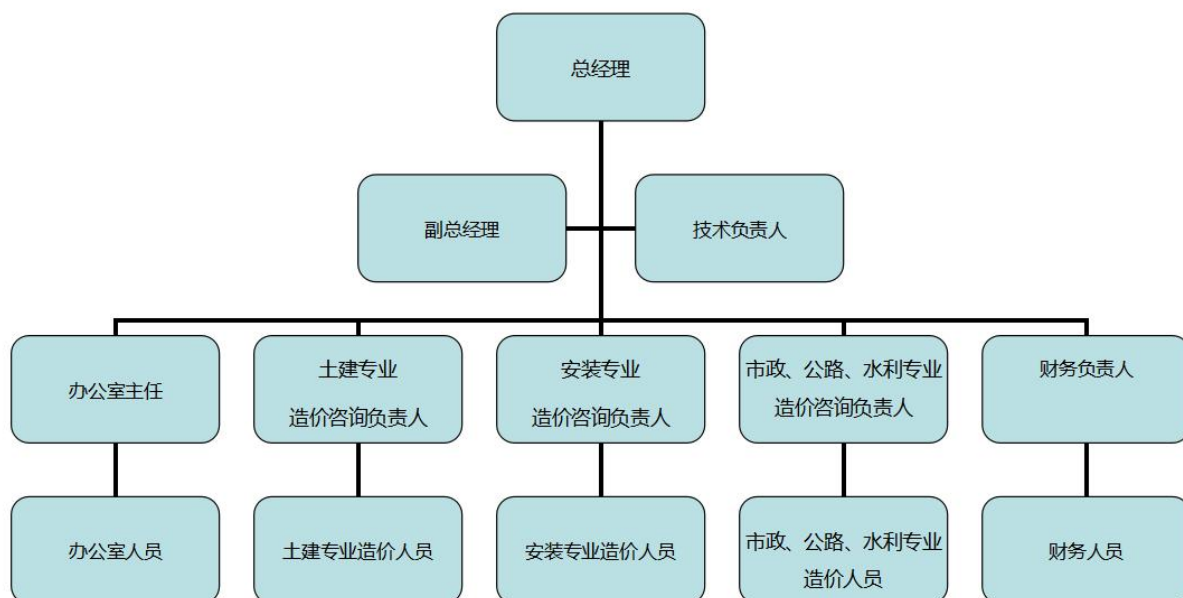 总经理
副总经理
技术负责人
办公室主任
土建专业
造价咨询负责人
安装专业
造价咨询负责人
市政、公路、水利专业
造价咨询负责人
财务负责人
办公室人员
土建专业造价人员
安装专业造价人员
市政、公路、水利专业
造价人员
财务人员